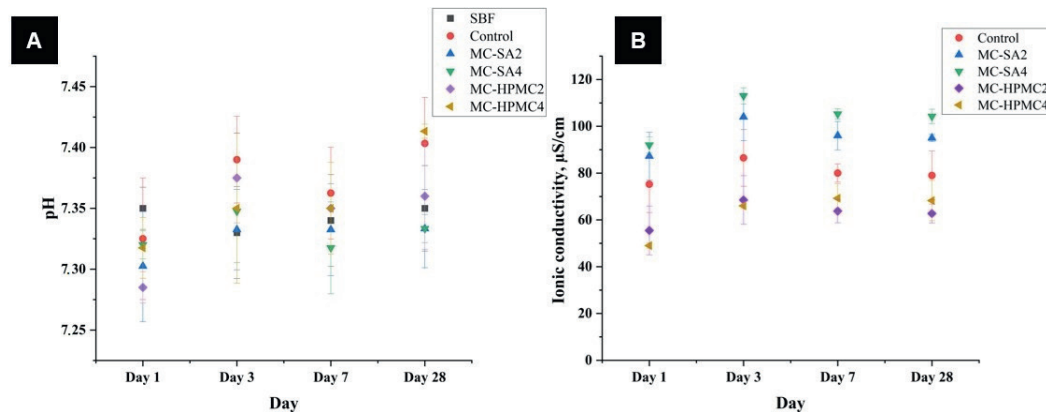 A
pH
7.45
7.40
7.35
7.30
7.25
Day 1
Day 3
Day 7
Day 28
Day
SBF
Control
MC-SA2
MC-SA4
MC-HPMC2
MC-HPMC4
B
Ionic conductivity, µS/cm
120
100
80
60
40
20
0
Day 1
Day 3
Day 7
Day 28
Day
Control
MC-SA2
MC-SA4
MC-HPMC2
MC-HPMC4